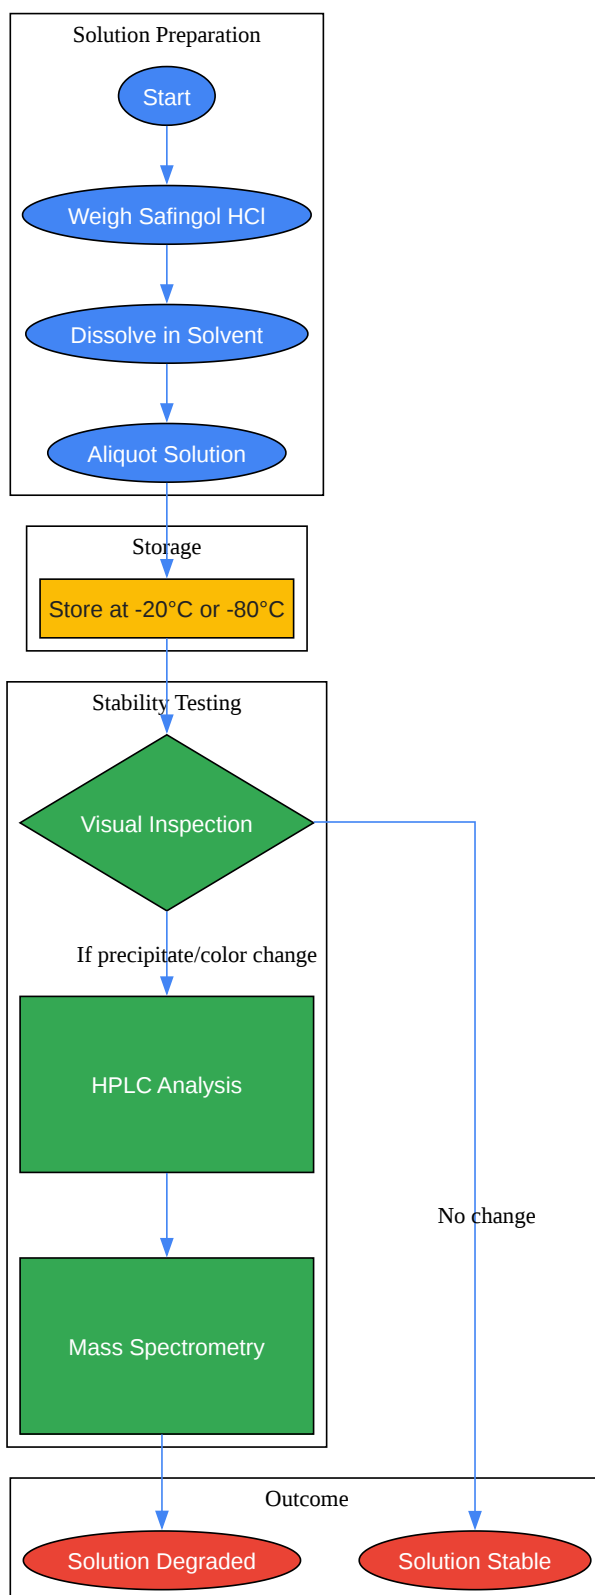 Solution Preparation
Start
Weigh Safingol HCl
Dissolve in Solvent
Aliquot Solution
Storage
Store at -20°C or -80°C
Stability Testing
Visual Inspection
If precipitate/color change
HPLC Analysis
No change
Mass Spectrometry
Outcome
Solution Degraded
Solution Stable